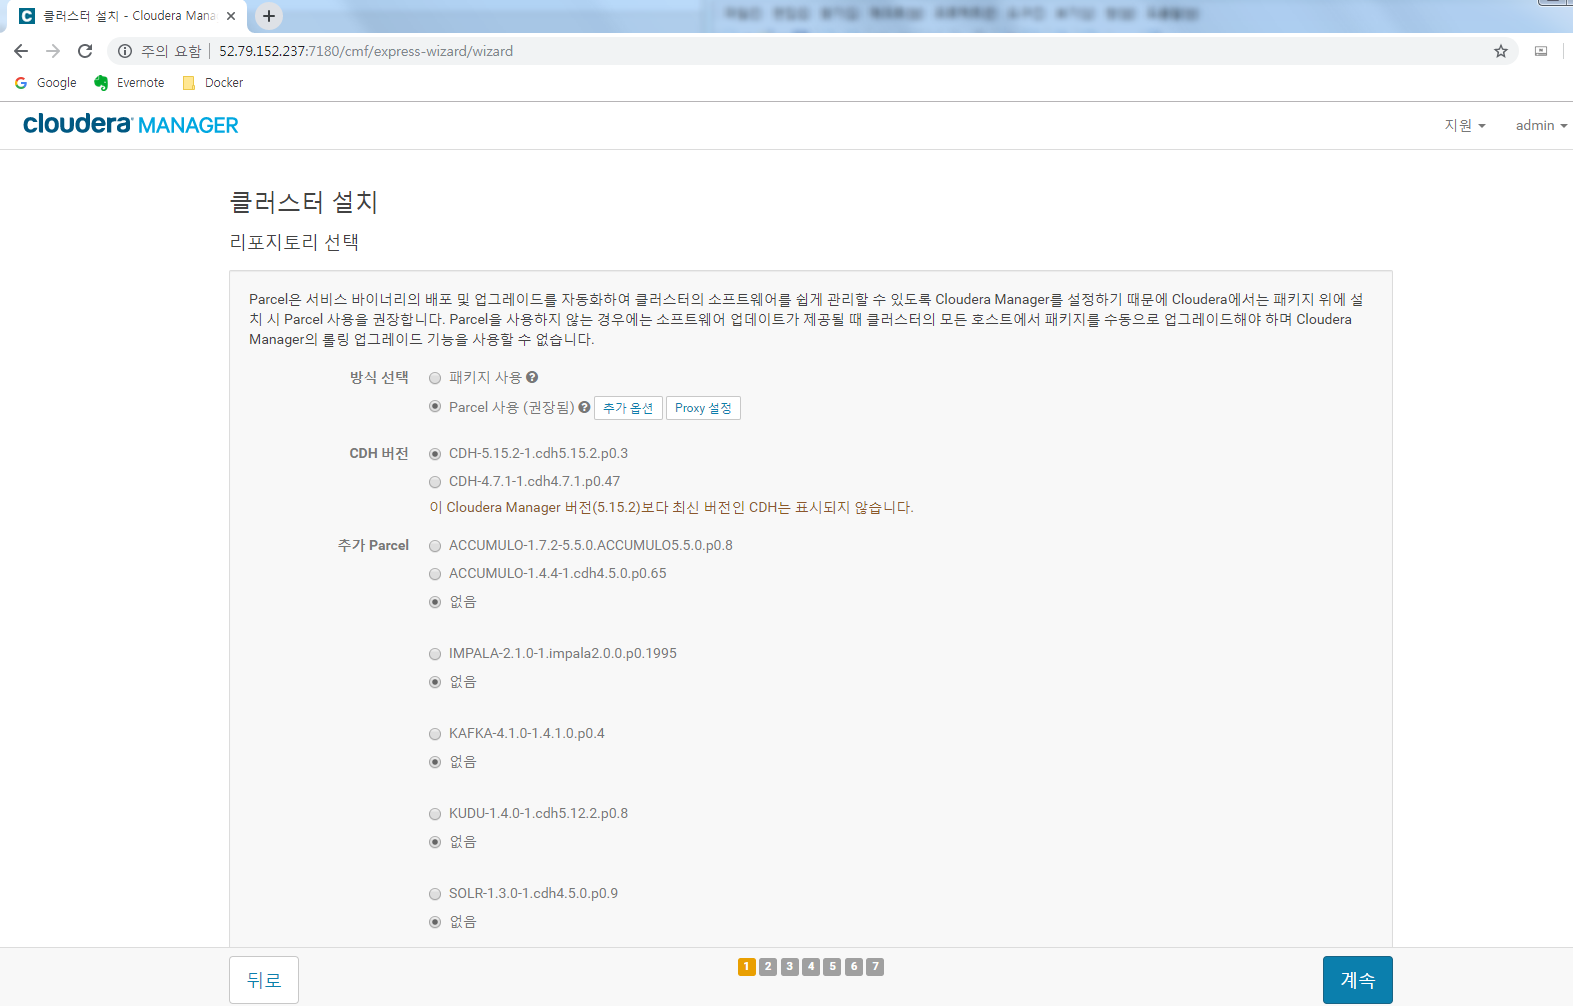 클러스터 설치 - Cloudera Mana
주의 요함 52.79.152.237:7180/cmf/express-wizard/wizard
Google Evernote Docker
cloudera MANAGER 지원 admin
클러스터 설치
리포지토리 선택
Parcel은 서비스 바이너리의 배포 및 업그레이드를 자동화하여 클러스터의 소프트웨어를 쉽게 관리할 수 있도록 Cloudera Manager를 설정하기 때문에 Cloudera에서는 패키지 위에 설
치 시 Parcel 사용을 권장합니다. Parcel을 사용하지 않는 경우에는 소프트웨어 업데이트가 제공될 때 클러스터의 모든 호스트에서 패키지를 수동으로 업그레이드해야 하며 Cloudera
Manager의 롤링 업그레이드 기능을 사용할 수 없습니다.
방식 선택 패키지 사용
Parcel 사용 (권장됨) 추가 옵션 Proxy 설정
CDH 버전 CDH-5.15.2-1.cdh5.15.2.p0.3
CDH-4.7.1-1.cdh4.7.1.p0.47
이 Cloudera Manager 버전(5.15.2)보다 최신 버전인 CDH는 표시되지 않습니다.
추가 Parcel ACCUMULO-1.7.2-5.5.0.ACCUMULO5.5.0.p0.8
ACCUMULO-1.4.4-1.cdh4.5.0.p0.65
없음
IMPALA-2.1.0-1.impala2.0.0.p0.1995
없음
KAFKA-4.1.0-1.4.1.0.p0.4
없음
KUDU-1.4.0-1.cdh5.12.2.p0.8
없음
SOLR-1.3.0-1.cdh4.5.0.p0.9
없음
뒤로 1 2 3 4 5 6 7 계속